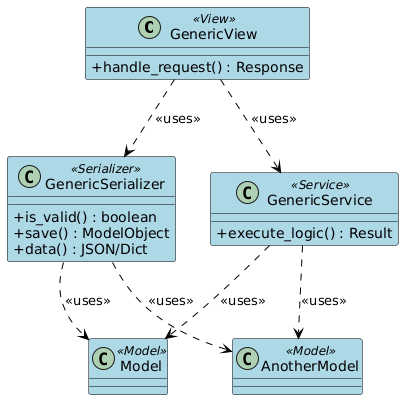 C «View»
GenericView
+handle_request() : Response
«uses» «uses»
C «Serializer»
GenericSerializer
+is_valid() : boolean
+save() : ModelObject
+data() : JSON/Dict
C «Service»
GenericService
+execute_logic() : Result
«uses» «uses» «uses» «uses»
C «Model»
Model
C «Model»
AnotherModel